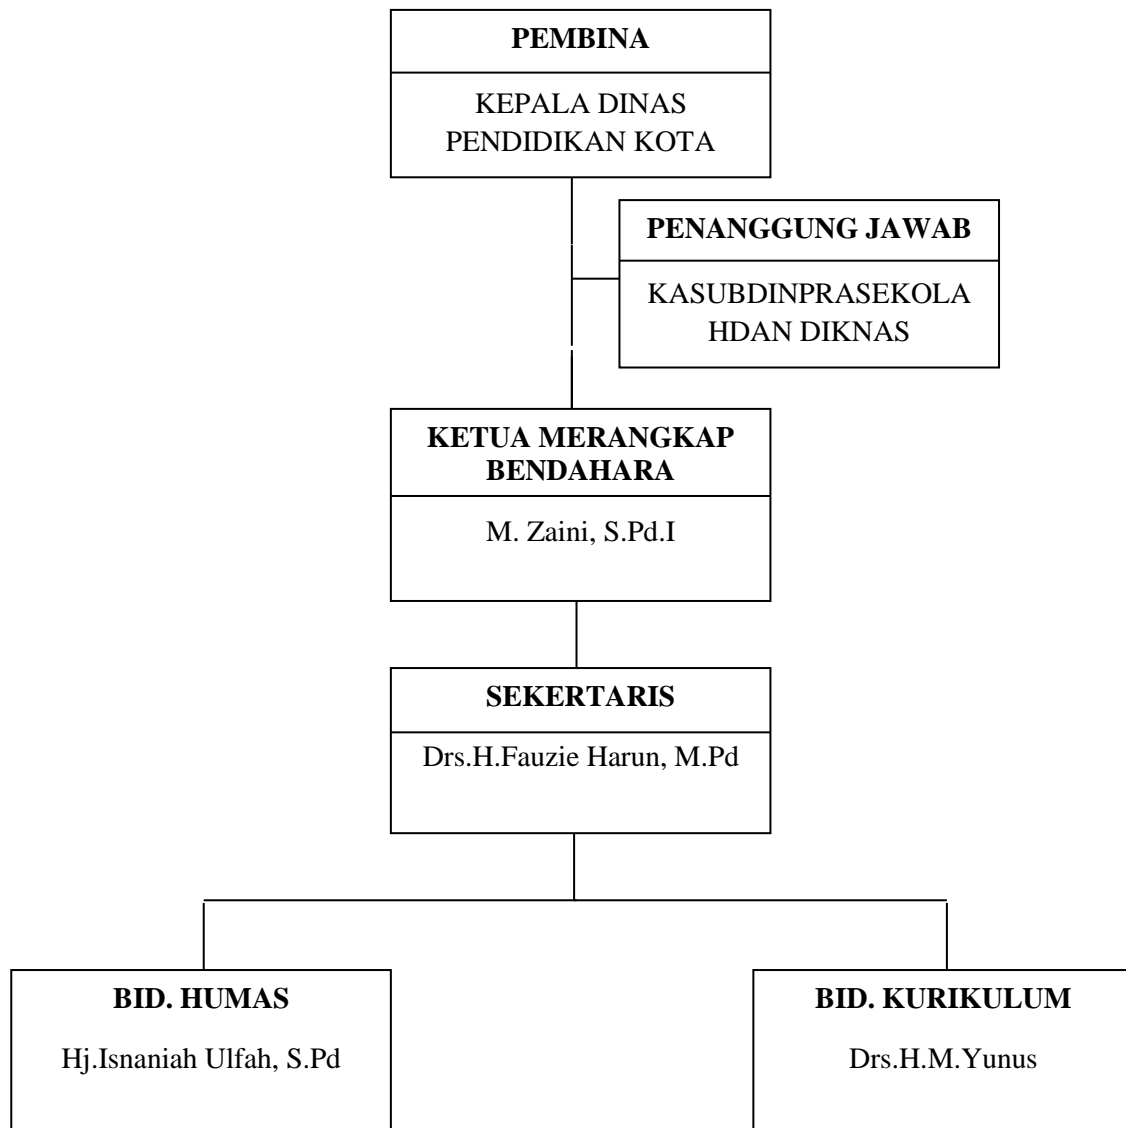 PEMBINA
KEPALA DINAS
PENDIDIKAN KOTA
PENANGGUNG JAWAB
KASUBDINPRASEKOLA
HDAN DIKNAS
KETUA MERANGKAP
BENDAHARA
M. Zaini, S.Pd.I
SEKERTARIS
Drs.H.Fauzie Harun, M.Pd
BID. HUMAS
Hj.Isnaniah Ulfah, S.Pd
BID. KURIKULUM
Drs.H.M.Yunus